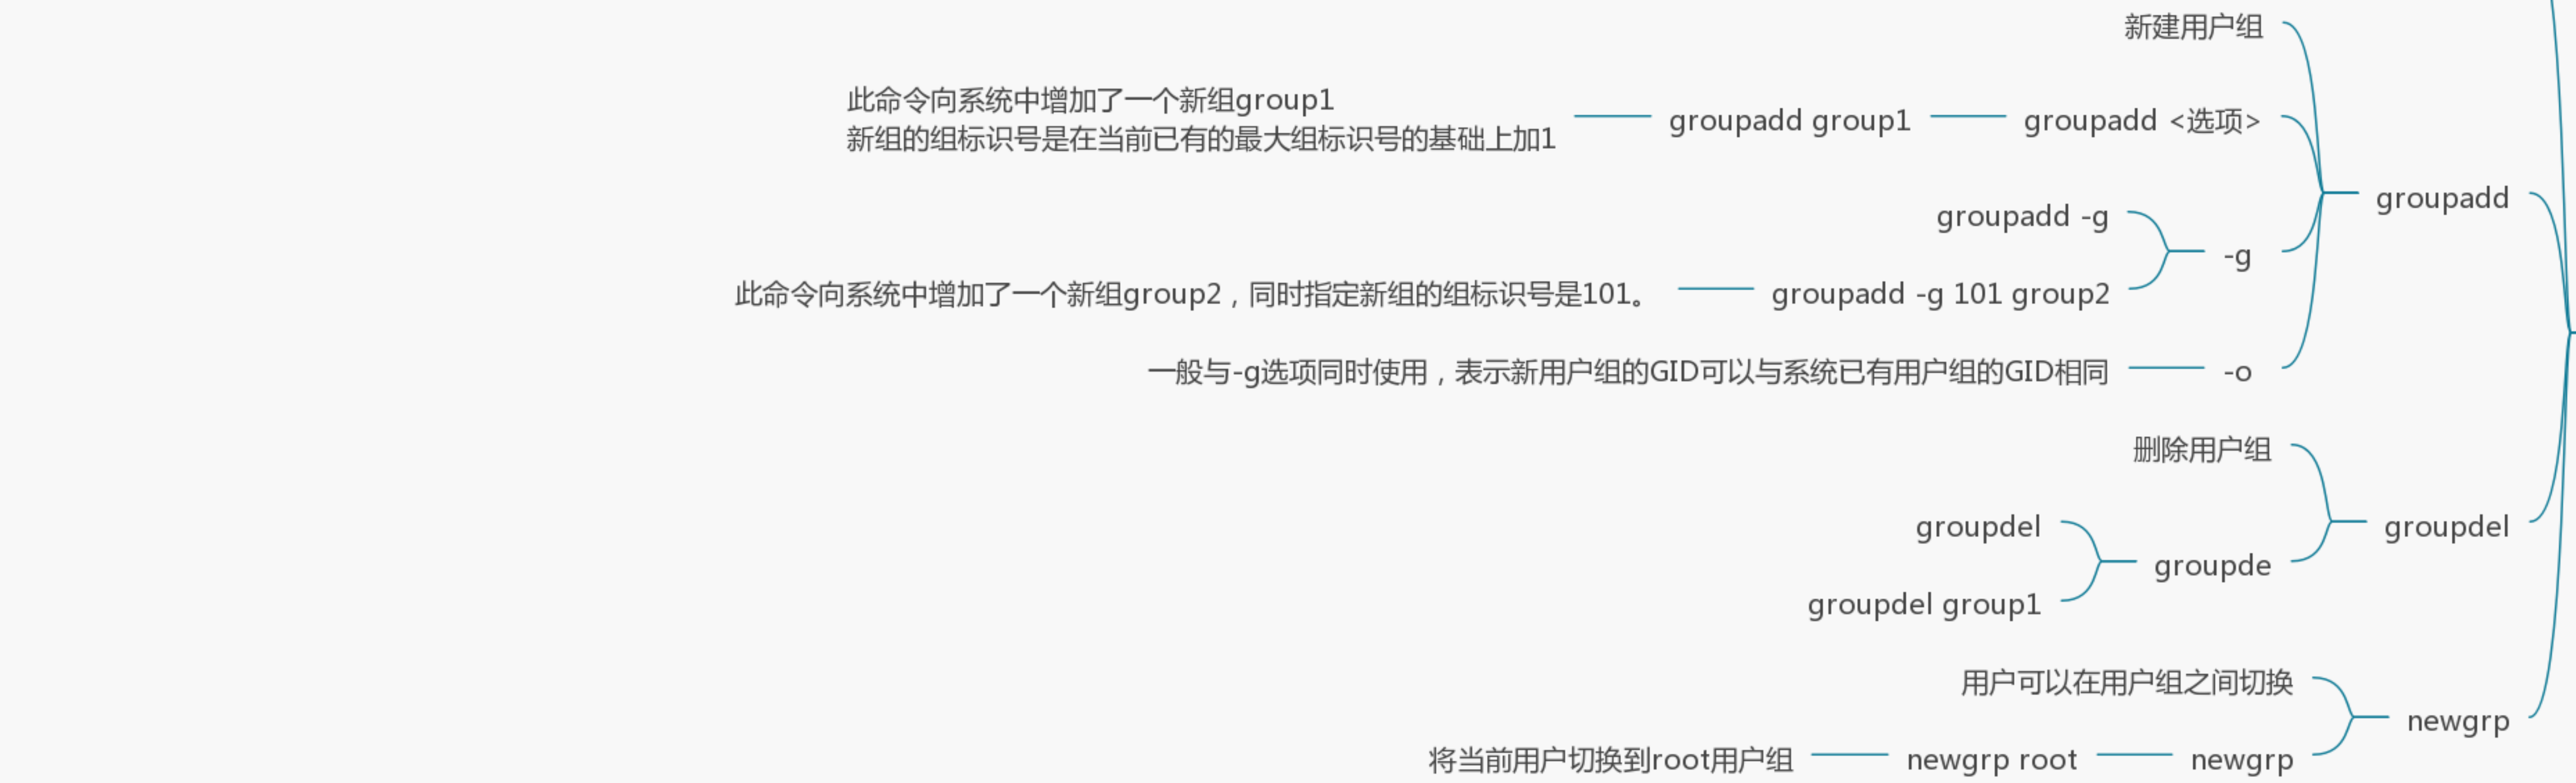 新建用户组
此命令向系统中增加了一个新组group1
新组的组标识号是在当前已有的最大组标识号的基础上加1
groupadd group1
groupadd <选项>
groupadd
groupadd -g
-g
此命令向系统中增加了一个新组group2，同时指定新组的组标识号是101。
groupadd -g 101 group2
一般与-g选项同时使用，表示新用户组的GID可以与系统已有用户组的GID相同
-o
删除用户组
groupdel
groupdel
groupde
groupdel group1
用户可以在用户组之间切换
newgrp
将当前用户切换到root用户组
newgrp root
newgrp